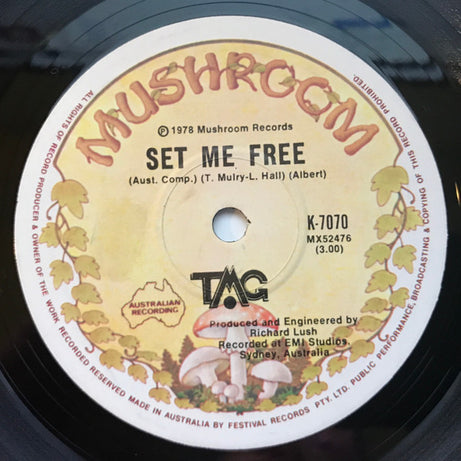 MUSHROOM
℗ 1978 Mushroom Records
SET ME FREE
(Aust. Comp.) (T. Mulry-L. Hall) (Albert)
K-7070
MX52476
(3.00)
TMG
AUSTRALIAN
RECORDING
Produced and Engineered by
Richard Lush
Recorded at EMI Studios.
Sydney, Australia
ALL RIGHTS OF RECORD PRODUCER & OWNER OF THE WORK RECORDED RESERVED MADE IN AUSTRALIA BY FESTIVAL RECORDS PTY. LTD. PUBLIC PERFORMANCE, BROADCASTING & COPYING OF THIS RECORD PROHIBITED.